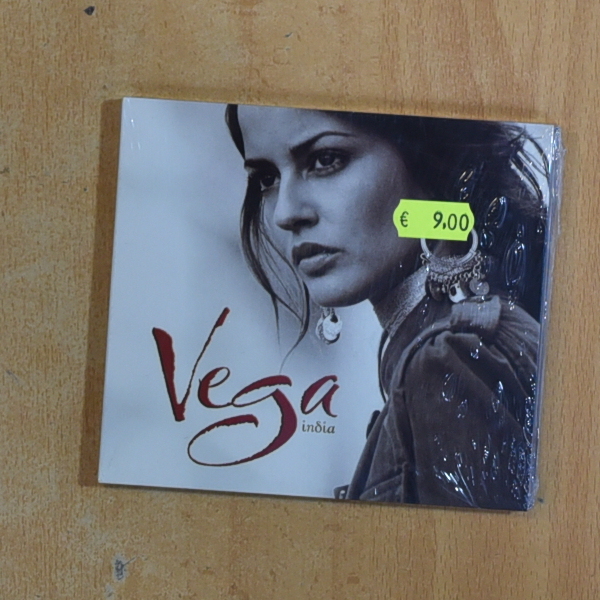 € 9,00
Vega
india